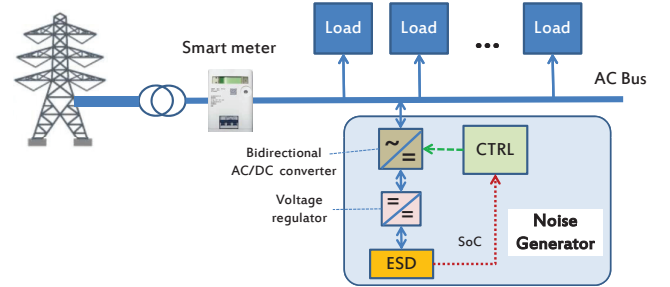 Load
Load
...
Load
Smart meter
AC Bus
Bidirectional
AC/DC converter
~
=
CTRL
Voltage
regulator
=
=
SoC
Noise
Generator
ESD